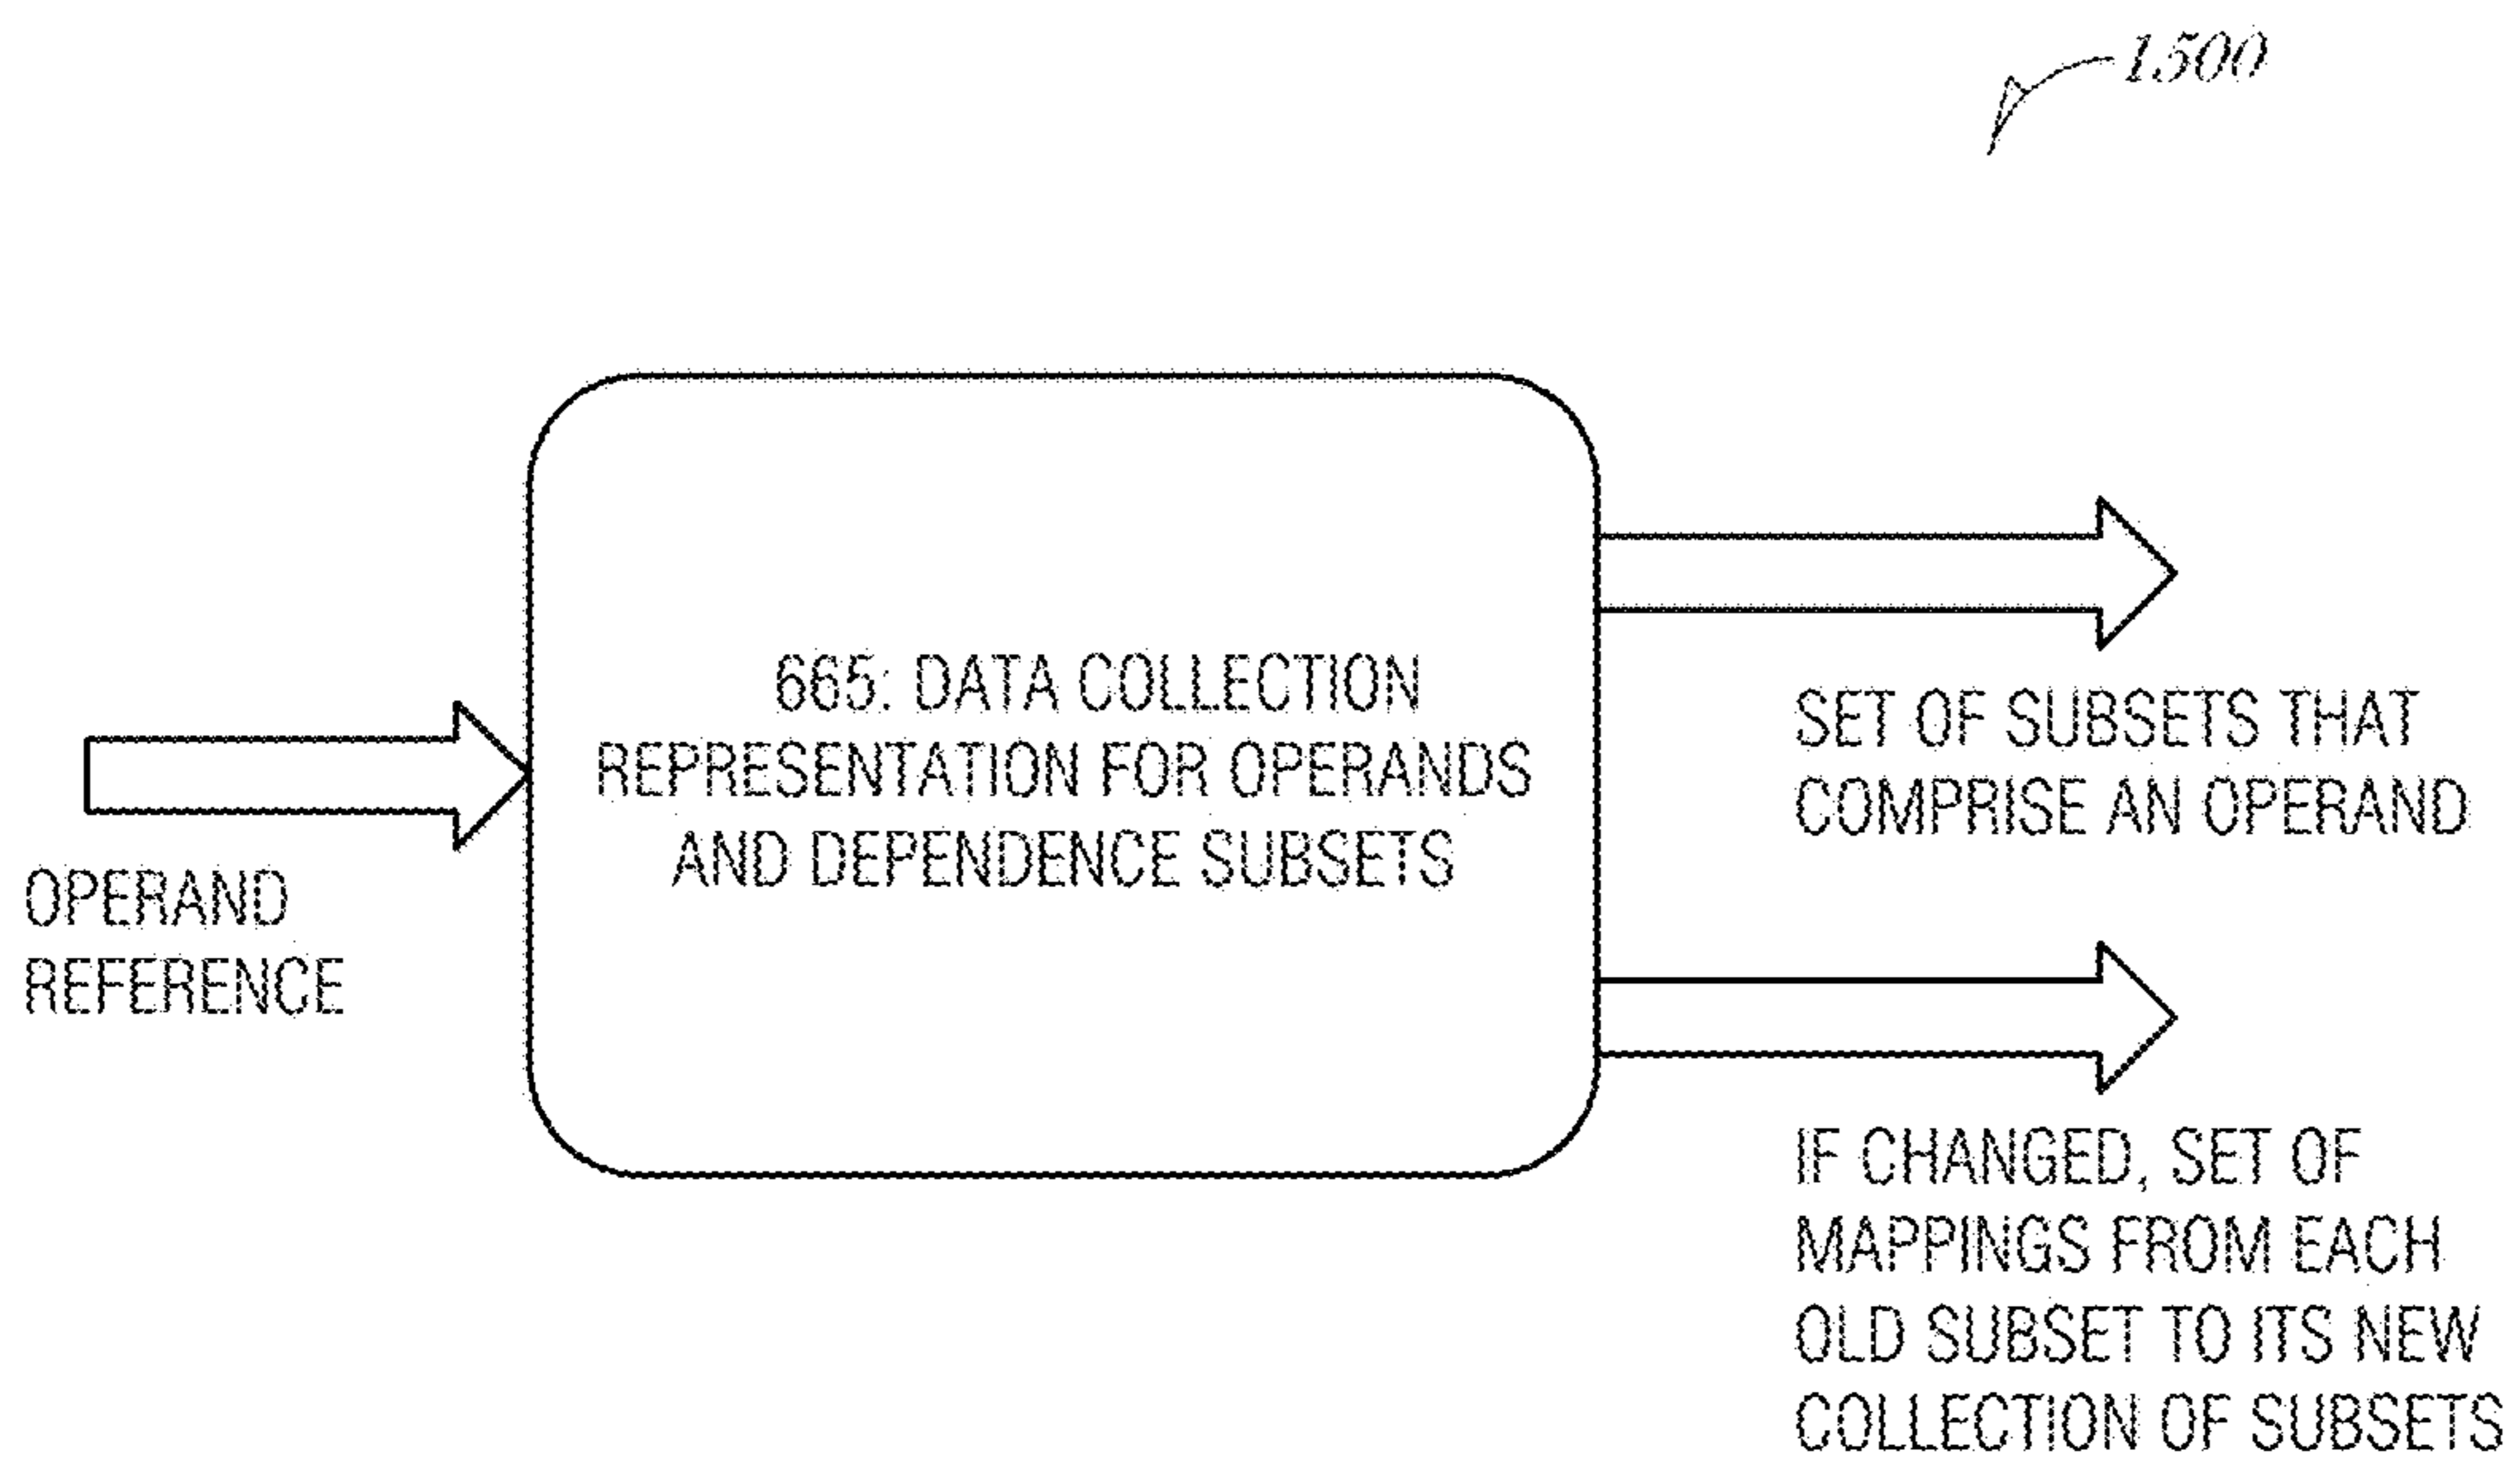 1500
665: DATA COLLECTION
REPRESENTATION FOR OPERANDS
AND DEPENDENCE SUBSETS
OPERAND
REFERENCE
SET OF SUBSETS THAT
COMPRISE AN OPERAND
IF CHANGED, SET OF
MAPPINGS FROM EACH
OLD SUBSET TO ITS NEW
COLLECTION OF SUBSETS